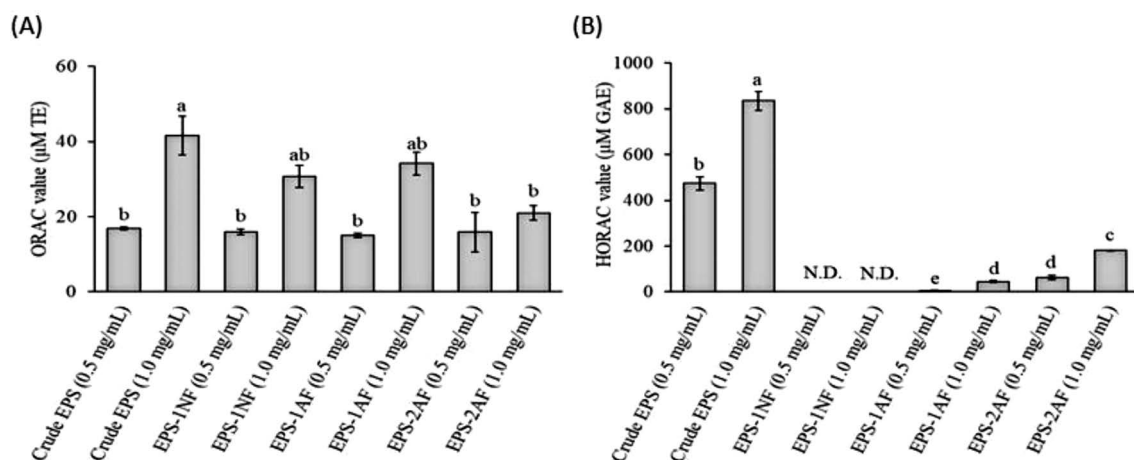 (A)
ORAC value (µM TE)
60
40
20
0
b
a
b
ab
b
ab
b
b
Crude EPS (0.5 mg/mL)
Crude EPS (1.0 mg/mL)
EPS-1NF (0.5 mg/mL)
EPS-1NF (1.0 mg/mL)
EPS-1AF (0.5 mg/mL)
EPS-1AF (1.0 mg/mL)
EPS-2AF (0.5 mg/mL)
EPS-2AF (1.0 mg/mL)
(B)
HORAC value (µM GAE)
1000
800
600
400
200
0
b
a
N.D.
N.D.
e
d
d
c
Crude EPS (0.5 mg/mL)
Crude EPS (1.0 mg/mL)
EPS-1NF (0.5 mg/mL)
EPS-1NF (1.0 mg/mL)
EPS-1AF (0.5 mg/mL)
EPS-1AF (1.0 mg/mL)
EPS-2AF (0.5 mg/mL)
EPS-2AF (1.0 mg/mL)